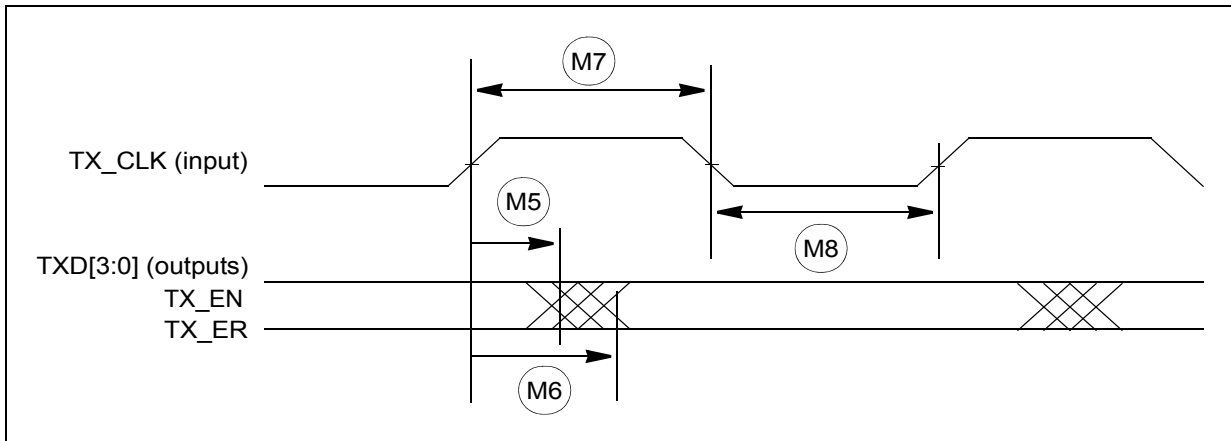 M7
TX_CLK (input)
M5
M8
TXD[3:0] (outputs)
TX_EN
TX_ER
M6